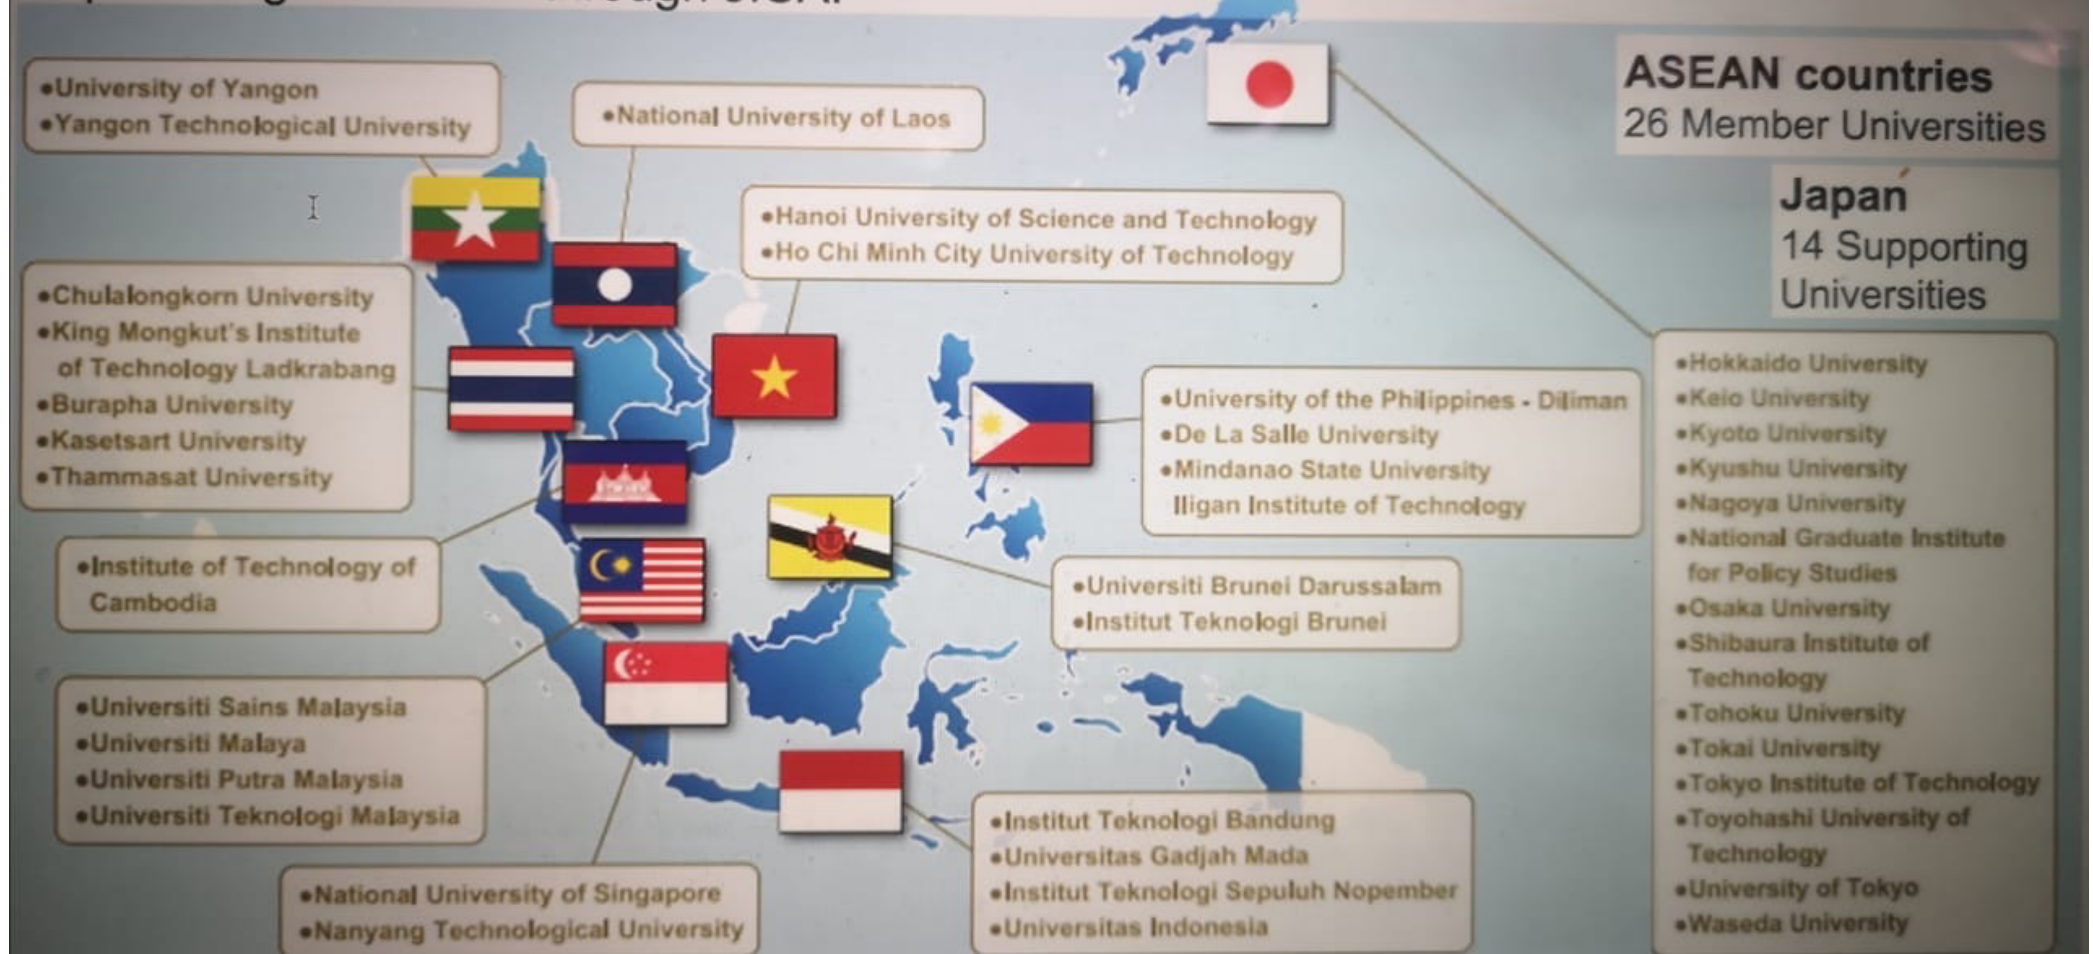 ●University of Yangon
●Yangon Technological University
●National University of Laos
●Hanoi University of Science and Technology
●Ho Chi Minh City University of Technology
ASEAN countries
26 Member Universities
Japan
14 Supporting
Universities
●Chulalongkorn University
●King Mongkut's Institute
of Technology Ladkrabang
●Burapha University
●Kasetsart University
●Thammasat University
●University of the Philippines - Diliman
●De La Salle University
●Mindanao State University
Iligan Institute of Technology
●Institute of Technology of
Cambodia
●Universiti Brunei Darussalam
●Institut Teknologi Brunei
●Universiti Sains Malaysia
●Universiti Malaya
●Universiti Putra Malaysia
●Universiti Teknologi Malaysia
●National University of Singapore
●Nanyang Technological University
●Institut Teknologi Bandung
●Universitas Gadjah Mada
●Institut Teknologi Sepuluh Nopember
●Universitas Indonesia
●Hokkaido University
●Keio University
●Kyoto University
●Kyushu University
●Nagoya University
●National Graduate Institute
for Policy Studies
●Osaka University
●Shibaura Institute of
Technology
●Tohoku University
●Tokai University
●Tokyo Institute of Technology
●Toyohashi University of
Technology
●University of Tokyo
●Waseda University